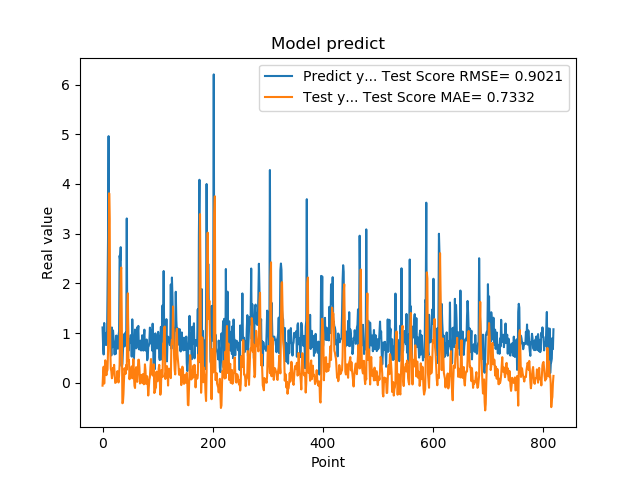 Model predict
Predict y... Test Score RMSE= 0.9021
Test y... Test Score MAE= 0.7332
Real value
6
5
4
3
2
1
0
0 200 400 600 800
Point